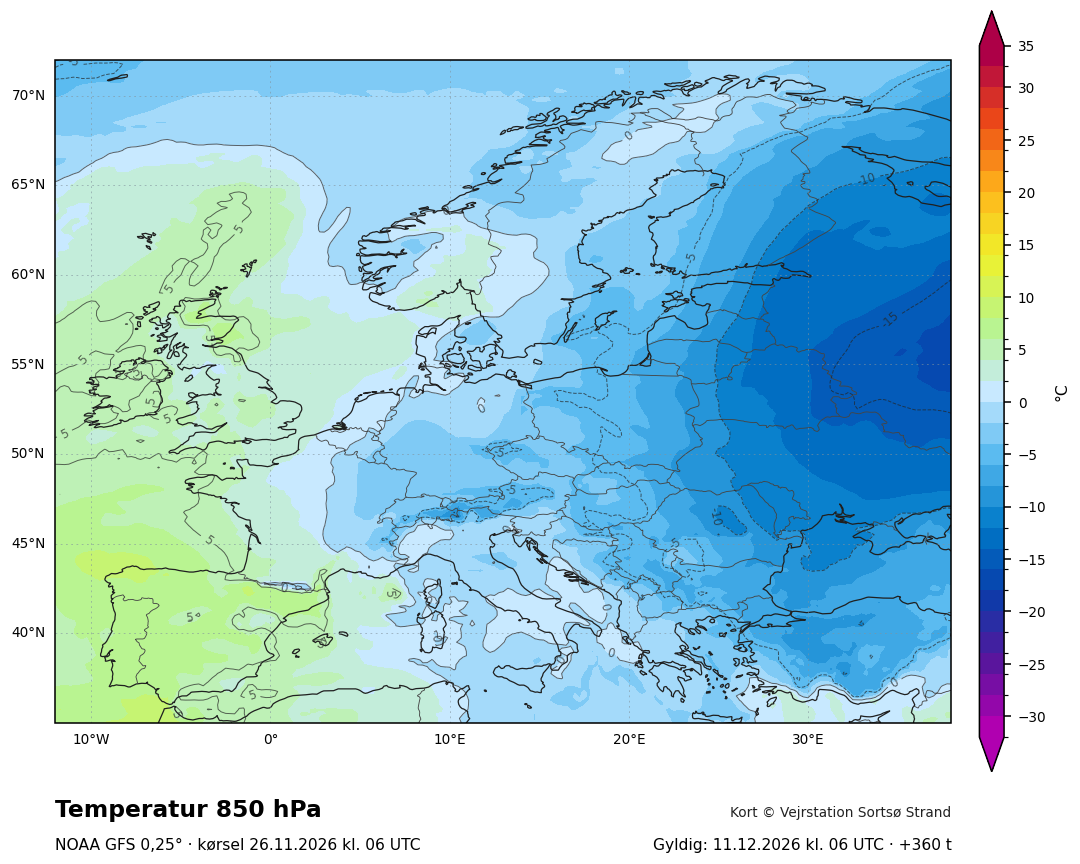 70°N
65°N
60°N
55°N
50°N
45°N
40°N
10°W
0°
10°E
20°E
30°E
35
30
25
20
15
10
5
0
−5
−10
−15
−20
−25
−30
°C
Temperatur 850 hPa
Kort © Vejrstation Sortsø Strand
NOAA GFS 0,25° · kørsel 26.11.2026 kl. 06 UTC
Gyldig: 11.12.2026 kl. 06 UTC · +360 t